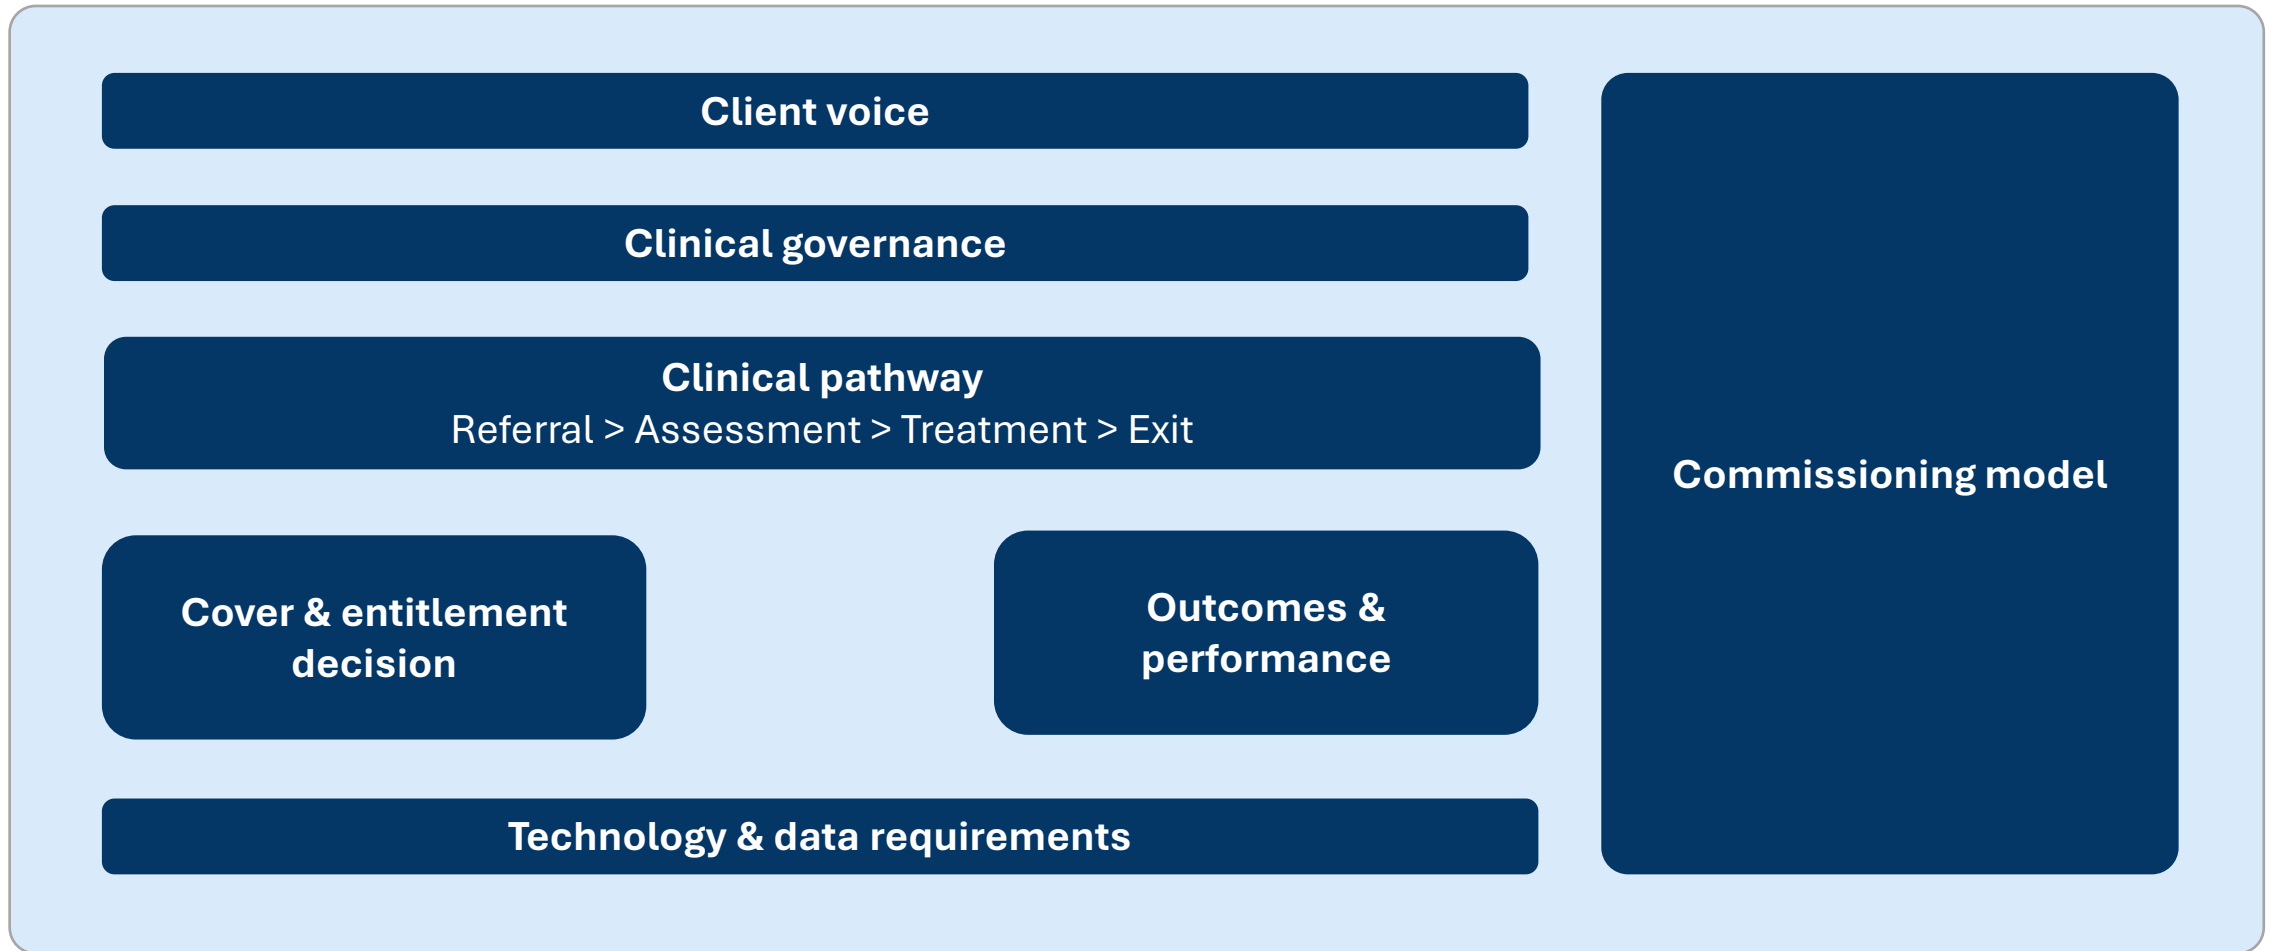 Client voice
Clinical governance
Clinical pathway
Referral > Assessment > Treatment > Exit
Cover & entitlement
decision
Outcomes &
performance
Technology & data requirements
Commissioning model